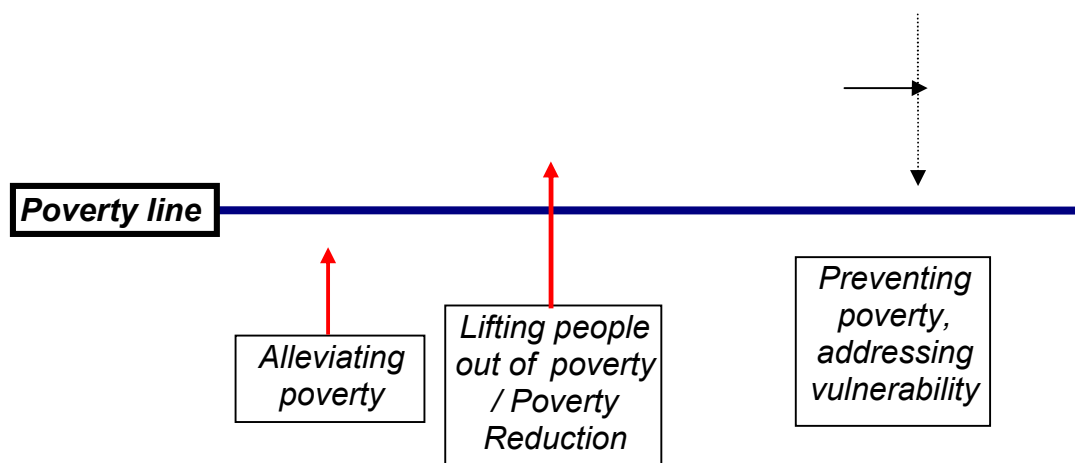 Poverty line
Alleviating
poverty
Lifting people
out of poverty
/ Poverty
Reduction
Preventing
poverty,
addressing
vulnerability